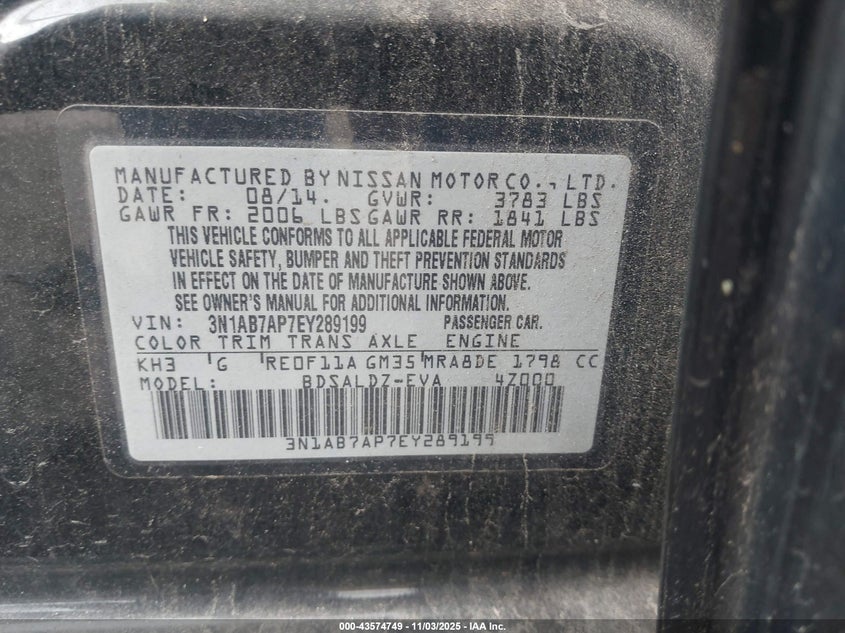 MANUFACTURED BY NISSAN MOTOR CO., LTD.
DATE: 08/14. GVWR: 3783 LBS
GAWR FR: 2006 LBS GAWR RR: 1841 LBS
THIS VEHICLE CONFORMS TO ALL APPLICABLE FEDERAL MOTOR
VEHICLE SAFETY, BUMPER AND THEFT PREVENTION STANDARDS
IN EFFECT ON THE DATE OF MANUFACTURE SHOWN ABOVE.
SEE OWNER'S MANUAL FOR ADDITIONAL INFORMATION.
VIN: 3N1AB7AP7EY289199 PASSENGER CAR.
COLOR TRIM TRANS AXLE ENGINE
KH3 'G 'RE0F11A GM35'MRA8DE 1798 CC
MODEL: BDSALDZ-EVA 4Z000
3N1AB7AP7EY289199
000-43574749 - 11/03/2025 - IAA Inc.